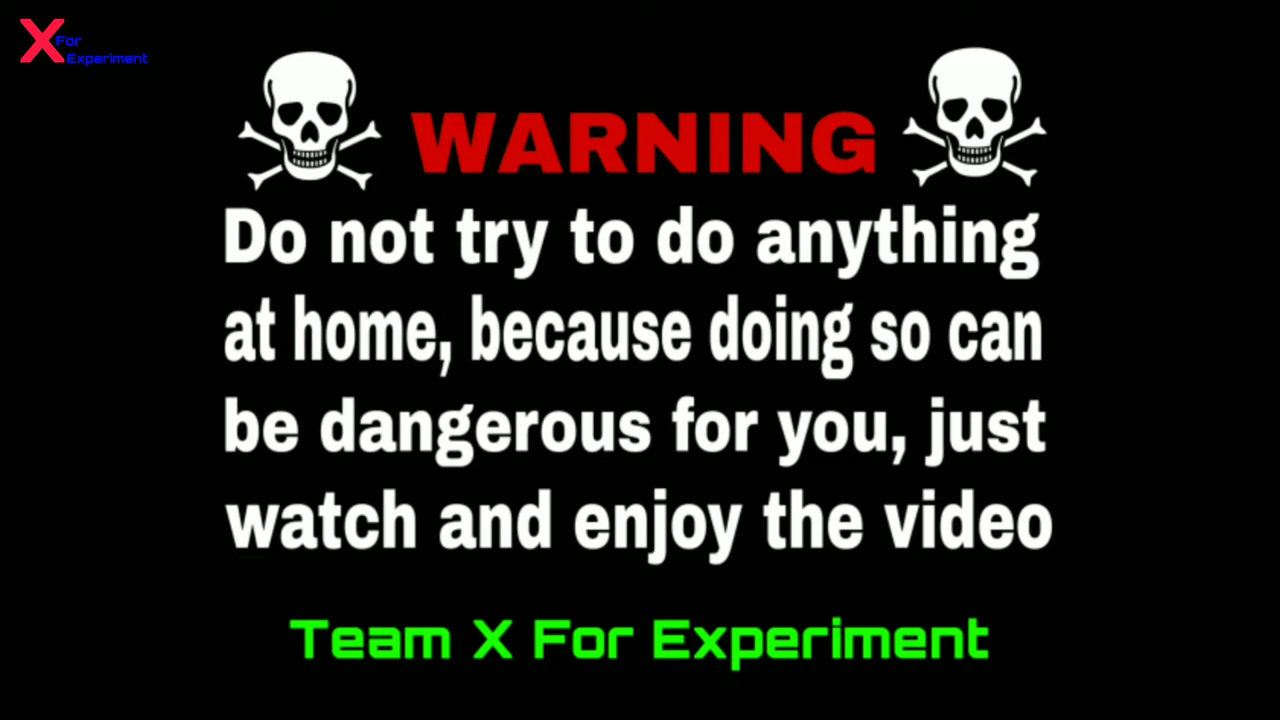 X For
Experiment
WARNING
Do not try to do anything
at home, because doing so can
be dangerous for you, just
watch and enjoy the video
Team X For Experiment